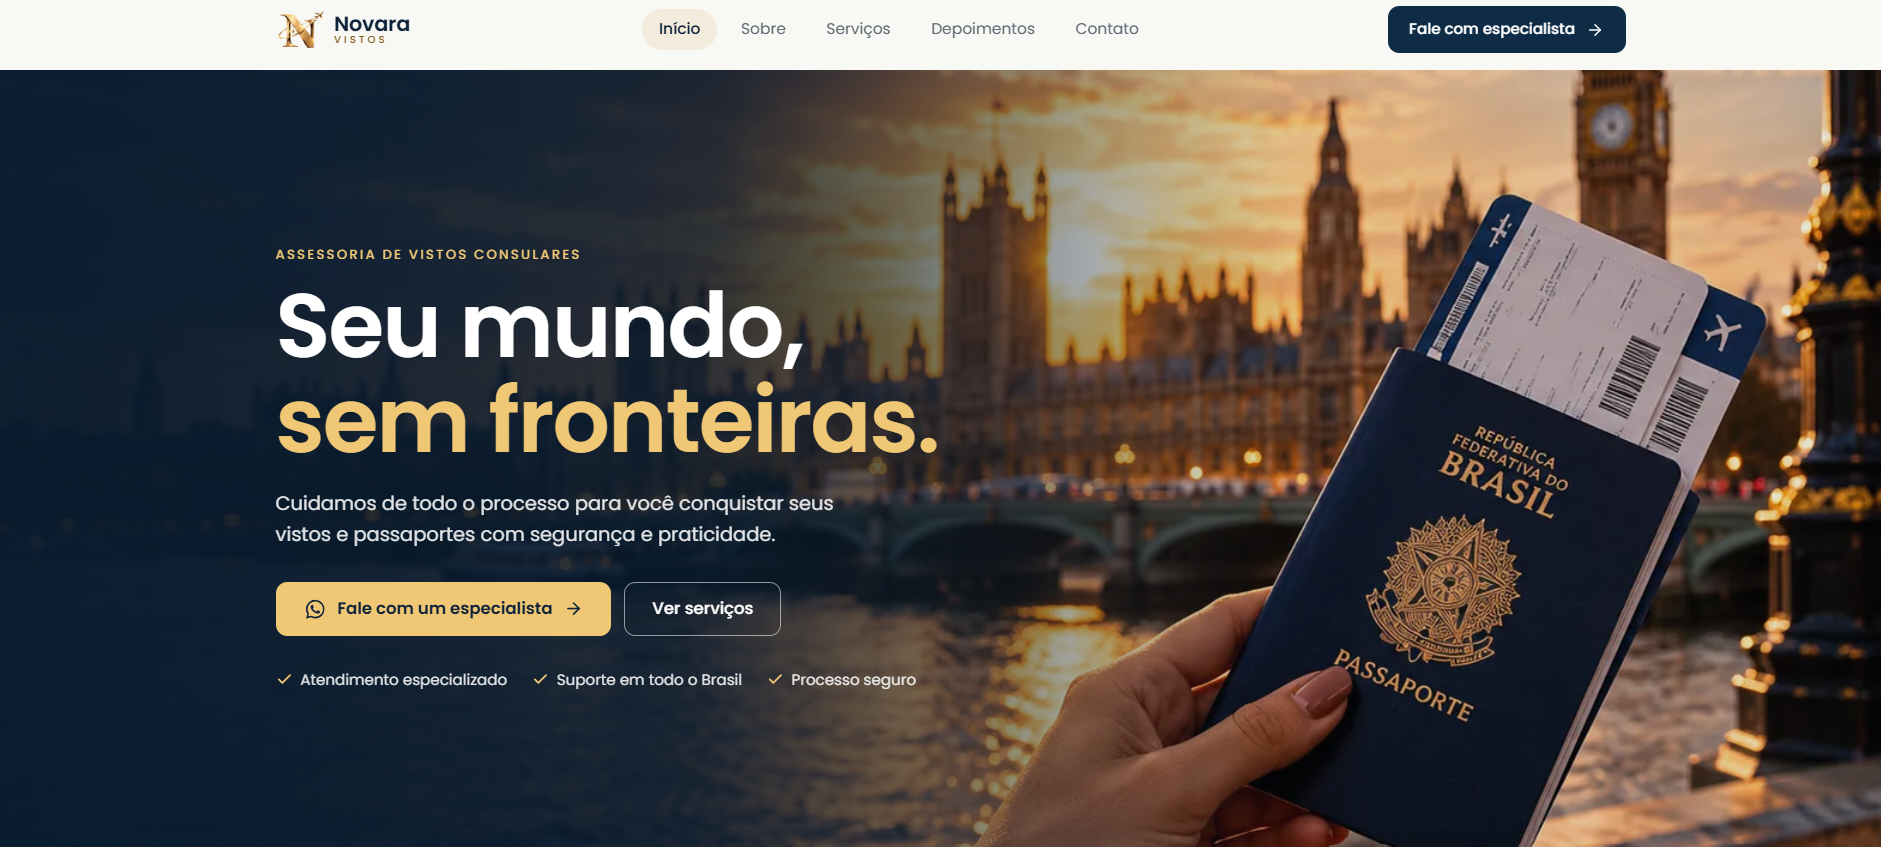 Novara
VISTOS
Início
Sobre
Serviços
Depoimentos
Contato
Fale com especialista
ASSESSORIA DE VISTOS CONSULARES
Seu mundo,
sem fronteiras.
Cuidamos de todo o processo para você conquistar seus
vistos e passaportes com segurança e praticidade.
Fale com um especialista
Ver serviços
Atendimento especializado
Suporte em todo o Brasil
Processo seguro
REPÚBLICA
FEDERATIVA DO
BRASIL
PASSAPORTE